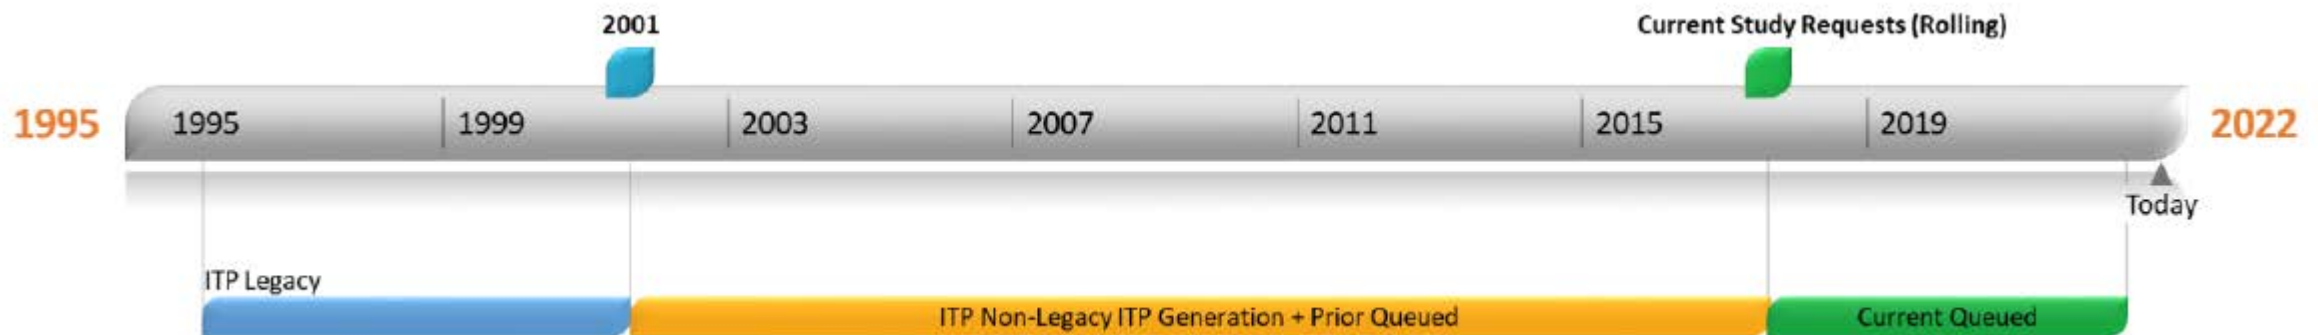 2001
Current Study Requests (Rolling)
1995
1995
1999
2003
2007
2011
2015
2019
2022
Today
ITP Legacy
ITP Non-Legacy ITP Generation + Prior Queued
Current Queued